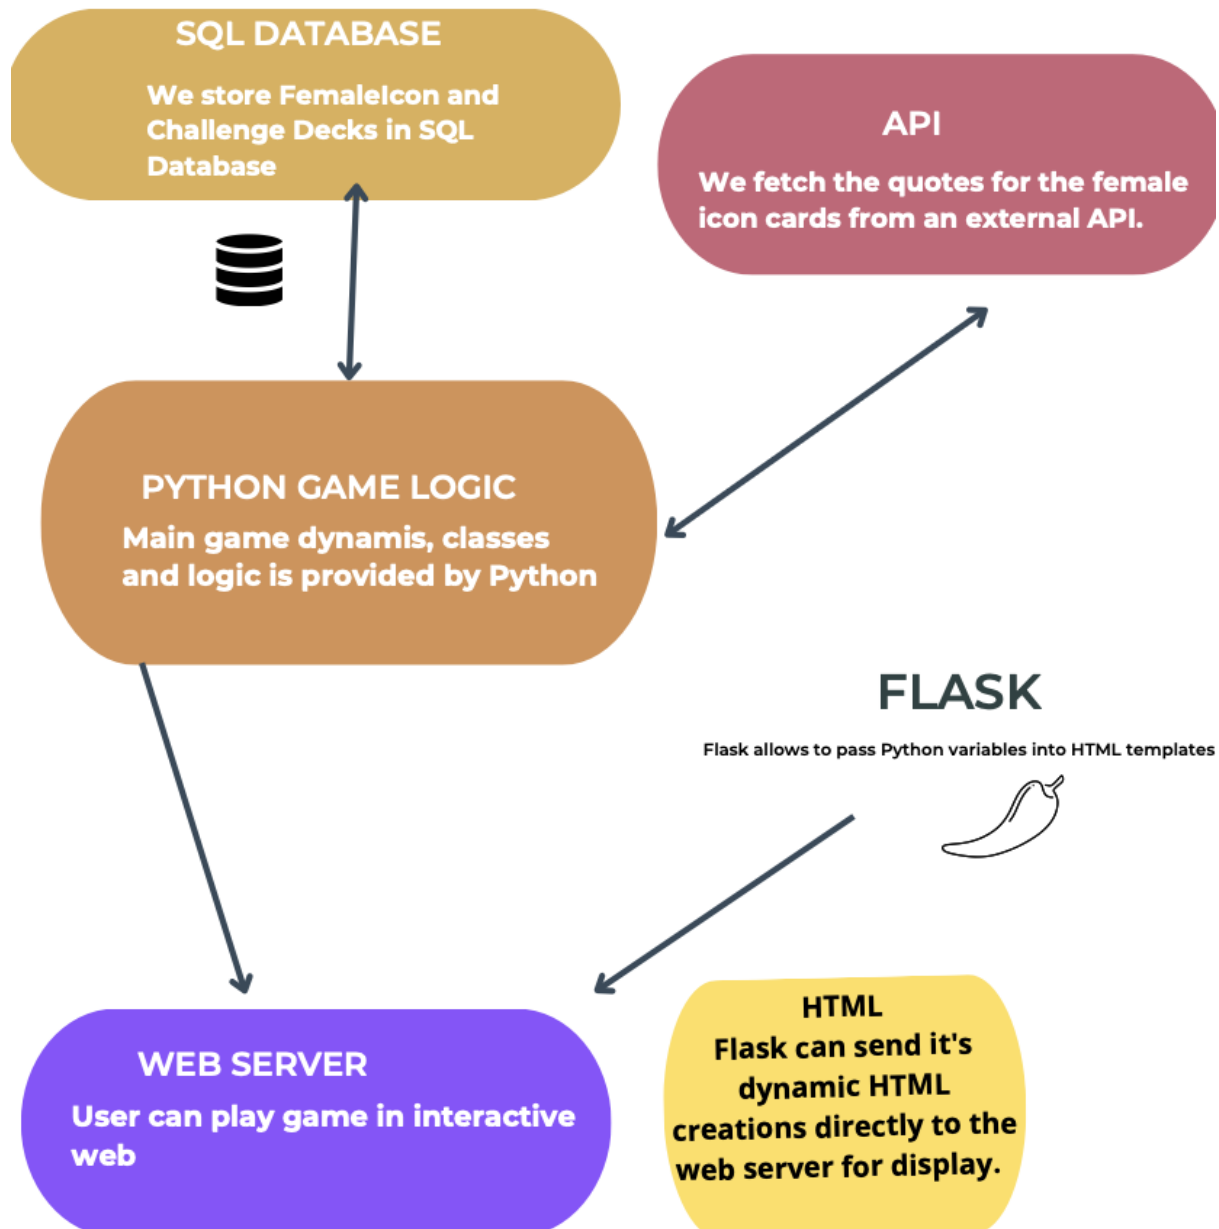 SQL DATABASE
We store FemaleIcon and
Challenge Decks in SQL
Database
API
We fetch the quotes for the female
icon cards from an external API.
PYTHON GAME LOGIC
Main game dynamis, classes
and logic is provided by Python
FLASK
Flask allows to pass Python variables into HTML templates
WEB SERVER
User can play game in interactive
web
HTML
Flask can send it's
dynamic HTML
creations directly to the
web server for display.